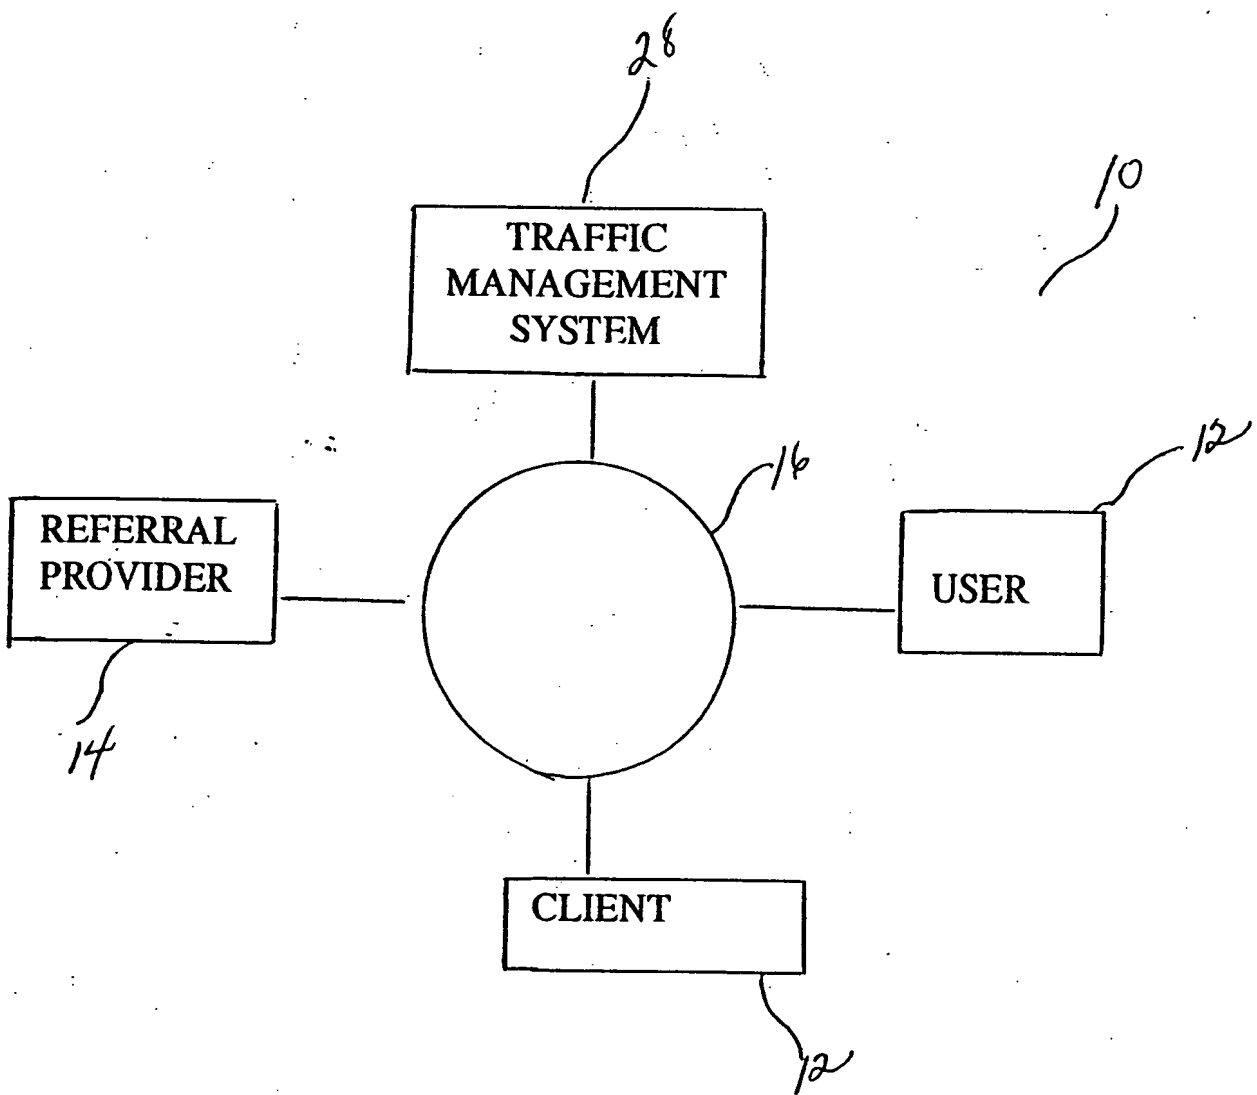 28
10
TRAFFIC
MANAGEMENT
SYSTEM
16
12
REFERRAL
PROVIDER
USER
14
CLIENT
12